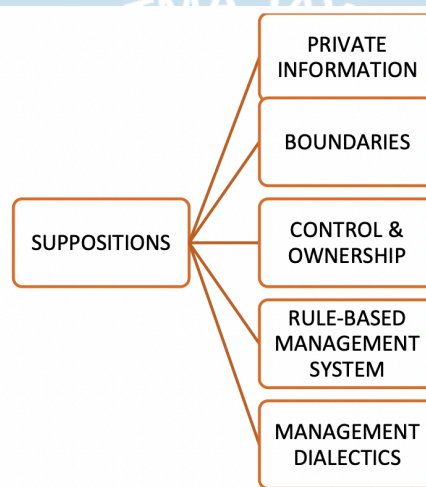 PRIVATE
INFORMATION
BOUNDARIES
SUPPOSITIONS
CONTROL &
OWNERSHIP
RULE-BASED
MANAGEMENT
SYSTEM
MANAGEMENT
DIALECTICS